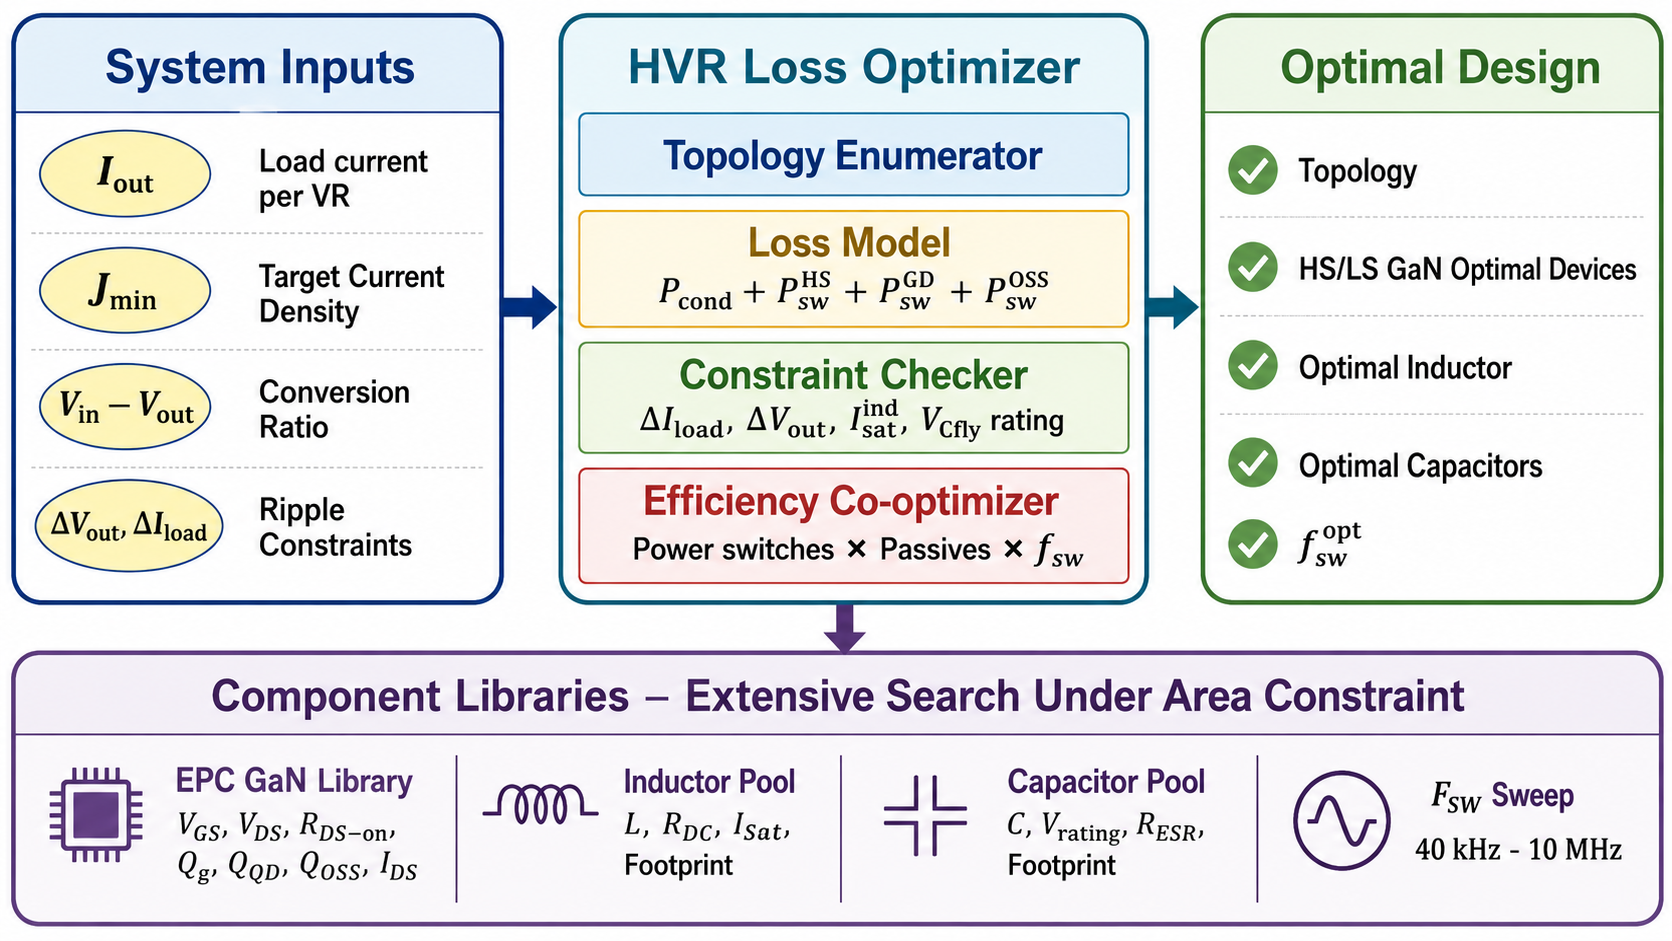 System Inputs
I_out
Load current
per VR
J_min
Target Current
Density
V_in − V_out
Conversion
Ratio
ΔV_out, ΔI_load
Ripple
Constraints
HVR Loss Optimizer
Topology Enumerator
Loss Model
P_cond + P_sw^HS + P_sw^GD + P_sw^OSS
Constraint Checker
ΔI_load, ΔV_out, I_sat^ind, V_Cfly rating
Efficiency Co-optimizer
Power switches × Passives × f_sw
Optimal Design
Topology
HS/LS GaN Optimal Devices
Optimal Inductor
Optimal Capacitors
f_sw^opt
Component Libraries – Extensive Search Under Area Constraint
EPC GaN Library
V_GS, V_DS, R_DS−on,
Q_g, Q_QD, Q_OSS, I_DS
Inductor Pool
L, R_DC, I_Sat,
Footprint
Capacitor Pool
C, V_rating, R_ESR,
Footprint
F_SW Sweep
40 kHz - 10 MHz